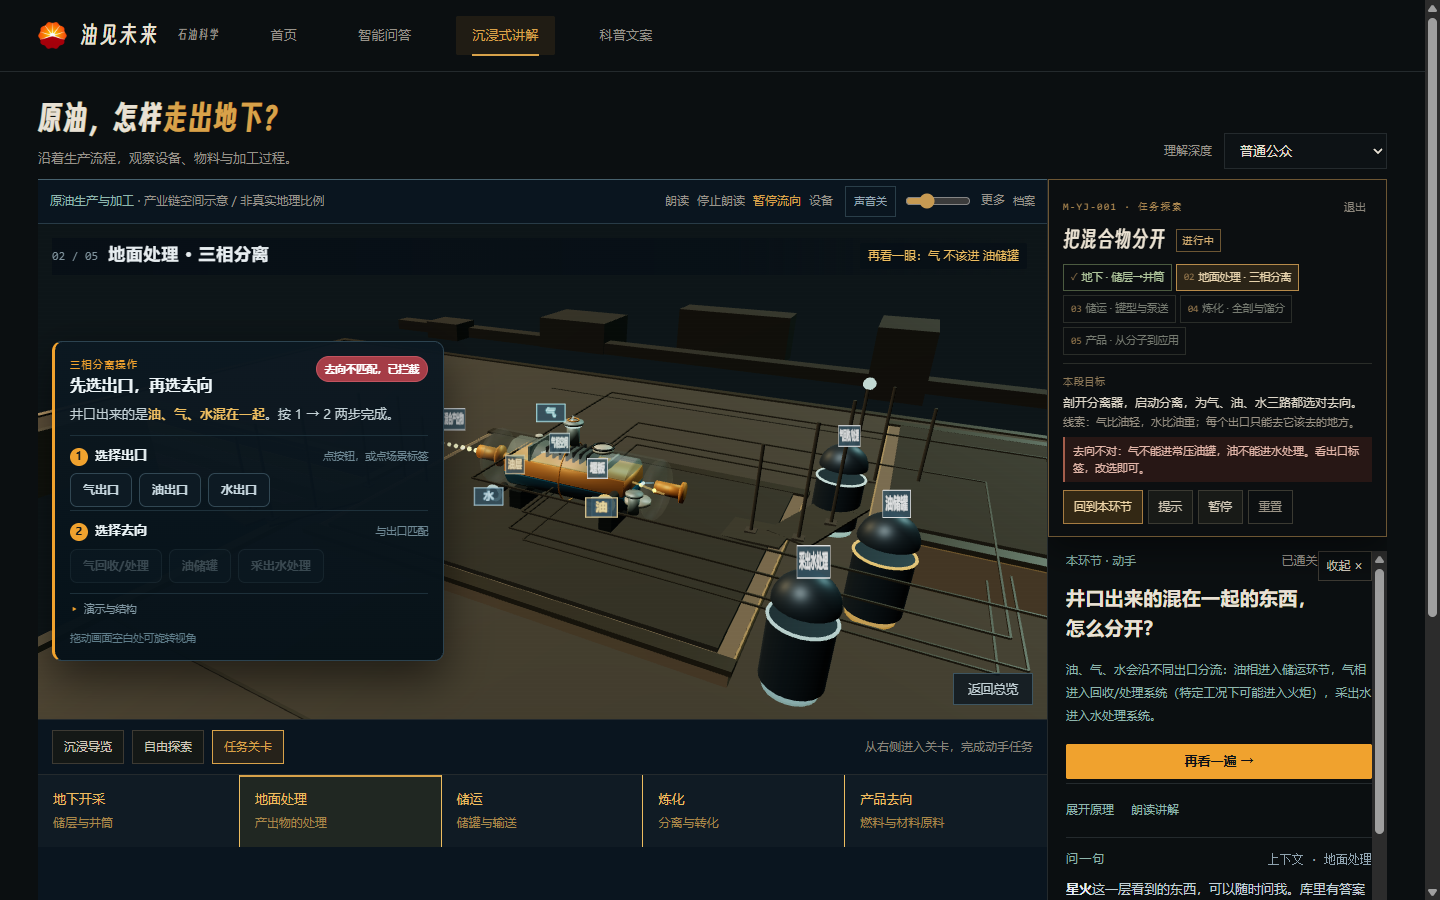 油见未来 石油科学 首页 智能问答 沉浸式讲解 科普文案
原油，怎样走出地下？
沿着生产流程，观察设备、物料与加工过程。
理解深度 普通公众
原油生产与加工 · 产业链空间示意 / 非真实地理比例
朗读 停止朗读 暂停流向 设备 声音关 更多 档案
02 / 05 地面处理 · 三相分离
再看一眼：气 不该进 油储罐
三相分离操作
先选出口，再选去向
去向不匹配，已拦截
井口出来的是油、气、水混在一起。按 1 → 2 两步完成。
1 选择出口 点按钮，或点场景标签
气出口 油出口 水出口
2 选择去向 与出口匹配
气回收/处理 油储罐 采出水处理
▸ 演示与结构
拖动画面空白处可旋转视角
气
水
油
油储罐
采出水处理
返回总览
沉浸导览 自由探索 任务关卡
从右侧进入关卡，完成动手任务
地下开采
储层与井筒
地面处理
产出物的处理
储运
储罐与输送
炼化
分离与转化
产品去向
燃料与材料原料
M-YJ-001 · 任务探索 退出
把混合物分开 进行中
✓ 地下 · 储层→井筒 02 地面处理 · 三相分离
03 储运 · 罐型与泵送 04 炼化 · 全剖与馏分
05 产品 · 从分子到应用
本段目标
剖开分离器，启动分离，为气、油、水三路都选对去向。
线索：气比油轻，水比油重；每个出口只能去它该去的地方。
去向不对：气不能进常压油罐，油不能进水处理。看出口标
签，改选即可。
回到本环节 提示 暂停 重置
本环节 · 动手 已通关 收起 ×
井口出来的混在一起的东西，
怎么分开？
油、气、水会沿不同出口分流：油相进入储运环节，气相
进入回收/处理系统（特定工况下可能进入火炬），采出水
进入水处理系统。
再看一遍 →
展开原理 朗读讲解
问一句 上下文 · 地面处理
星火这一层看到的东西，可以随时问我。库里有答案